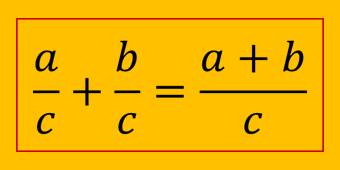 a/c + b/c = (a + b)/c